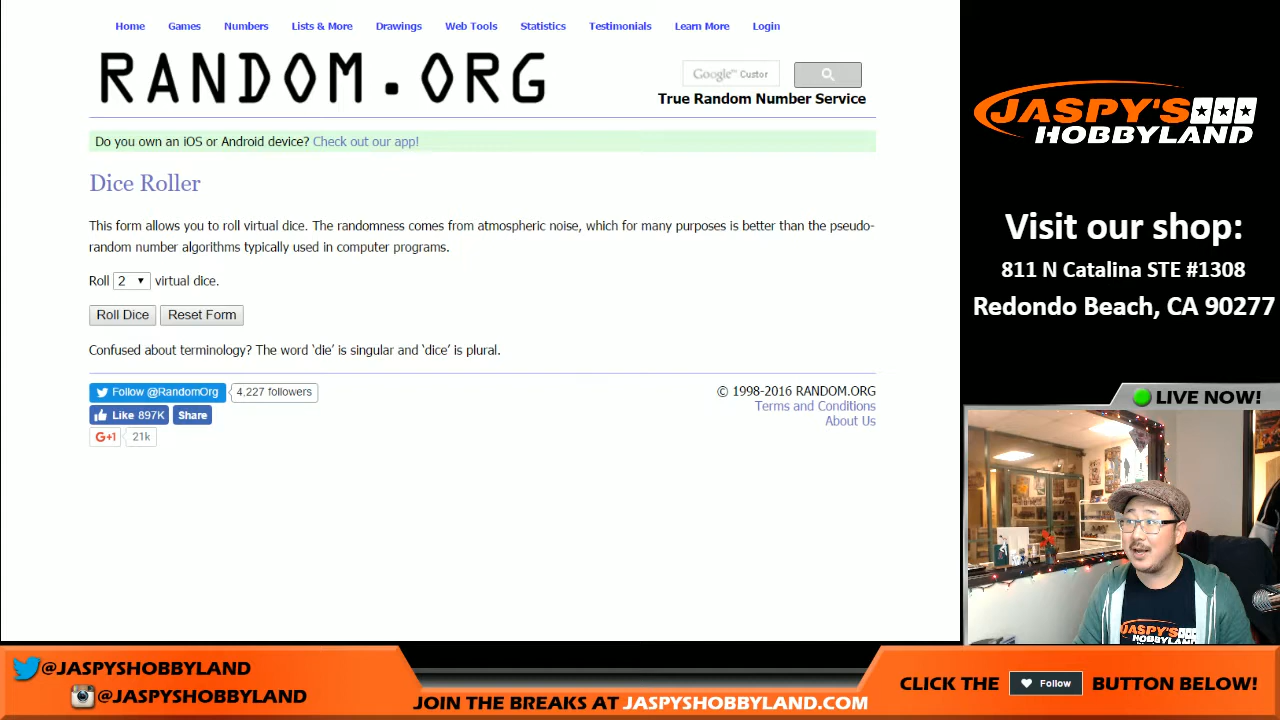 Home Games Numbers Lists & More Drawings Web Tools Statistics Testimonials Learn More Login
RANDOM.ORG
Google™ Custor
True Random Number Service
Do you own an iOS or Android device? Check out our app!
Dice Roller
This form allows you to roll virtual dice. The randomness comes from atmospheric noise, which for many purposes is better than the pseudo-
random number algorithms typically used in computer programs.
Roll 2 virtual dice.
Roll Dice Reset Form
Confused about terminology? The word ‘die’ is singular and ‘dice’ is plural.
Follow @RandomOrg 4,227 followers
Like 897K Share
G+1 21k
© 1998-2016 RANDOM.ORG
Terms and Conditions
About Us
JASPY'S
HOBBYLAND
Visit our shop:
811 N Catalina STE #1308
Redondo Beach, CA 90277
LIVE NOW!
JASPY'S
HOBBYLAND
@JASPYSHOBBYLAND
@JASPYSHOBBYLAND
JOIN THE BREAKS AT JASPYSHOBBYLAND.COM
CLICK THE Follow BUTTON BELOW!